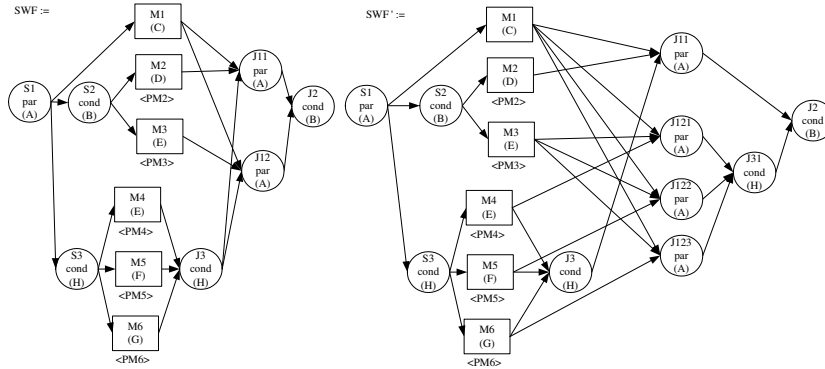 SWF :=
M1
(C)
M2
(D)
<PM2>
M3
(E)
<PM3>
S1
par
(A)
S2
cond
(B)
J11
par
(A)
J2
cond
(B)
J12
par
(A)
M4
(E)
<PM4>
S3
cond
(H)
M5
(F)
<PM5>
J3
cond
(H)
M6
(G)
<PM6>
SWF' :=
M1
(C)
M2
(D)
<PM2>
M3
(E)
<PM3>
S1
par
(A)
S2
cond
(B)
J11
par
(A)
J2
cond
(B)
J121
par
(A)
J31
cond
(H)
J122
par
(A)
J123
par
(A)
M4
(E)
<PM4>
S3
cond
(H)
M5
(F)
<PM5>
J3
cond
(H)
M6
(G)
<PM6>